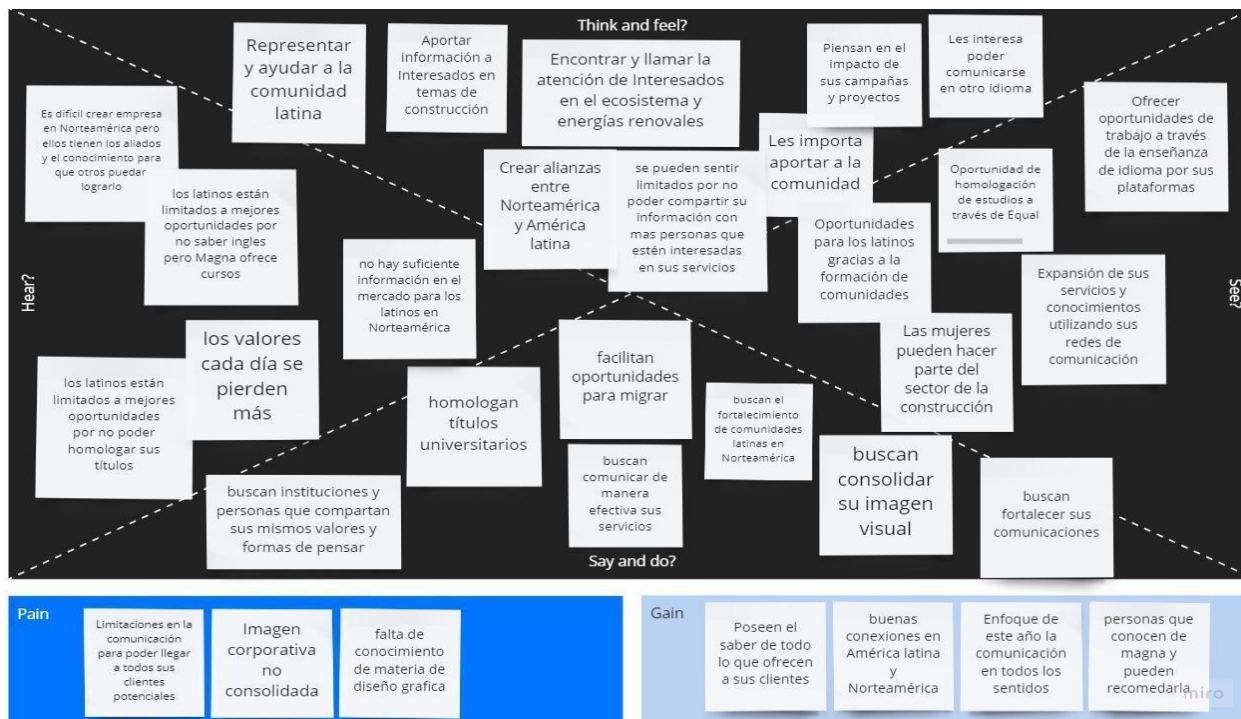 Think and feel?
Representar
y ayudar a la
comunidad
latina
Aportar
información a
Interesados en
temas de
construcción
Encontrar y llamar la
atención de Interesados
en el ecosistema y
energías renovales
Piensan en el
impacto de
sus campañas
y proyectos
Les interesa
poder
comunicarse
en otro idioma
Es difícil crear empresa
en Norteamérica pero
ellos tienen los aliados
y el conocimiento para
que otros puedar
lograrlo
los latinos están
limitados a mejores
oportunidades por
no saber ingles
pero Magna ofrece
cursos
Crear alianzas
entre
Norteamérica
y América
latina
se pueden sentir
limitados por no
poder compartir su
información con
mas personas que
estén interesadas
en sus servicios
Les importa
aportar a la
comunidad
Ofrecer
oportunidades de
trabajo a través
de la enseñanza
de idioma por sus
plataformas
Oportunidad de
homologación de
estudios a
través de Equal
Oportunidades
para los latinos
gracias a la
formación de
comunidades
no hay suficiente
información en el
mercado para los
latinos en
Norteamérica
Hear?
See?
Expansión de sus
servicios y
conocimientos
utilizando sus
redes de
comunicación
los valores
cada día se
pierden
más
los latinos están
limitados a mejores
oportunidades por
no poder
homologar sus
títulos
Las mujeres
pueden hacer
parte del
sector de la
construcción
homologan
títulos
universitarios
facilitan
oportunidades
para migrar
buscan el
fortalecimiento
de comunidades
latinas en
Norteamérica
buscan instituciones y
personas que compartan
sus mismos valores y
formas de pensar
buscan
comunicar de
manera
efectiva sus
servicios
buscan
consolidar
su imagen
visual
buscan
fortalecer sus
comunicaciones
Say and do?
Pain
Limitaciones en la
comunicación para
poder llegar
a todos sus
clientes
potenciales
Imagen
corporativa
no
consolidada
falta de
conocimiento
de materia de
diseño grafica
Gain
Poseen el
saber de todo
lo que ofrecen
a sus clientes
buenas
conexiones en
América latina
y
Norteamérica
Enfoque de
este año la
comunicación
en todos los
sentidos
personas que
conocen de
magna y
pueden
recomedarla
miro